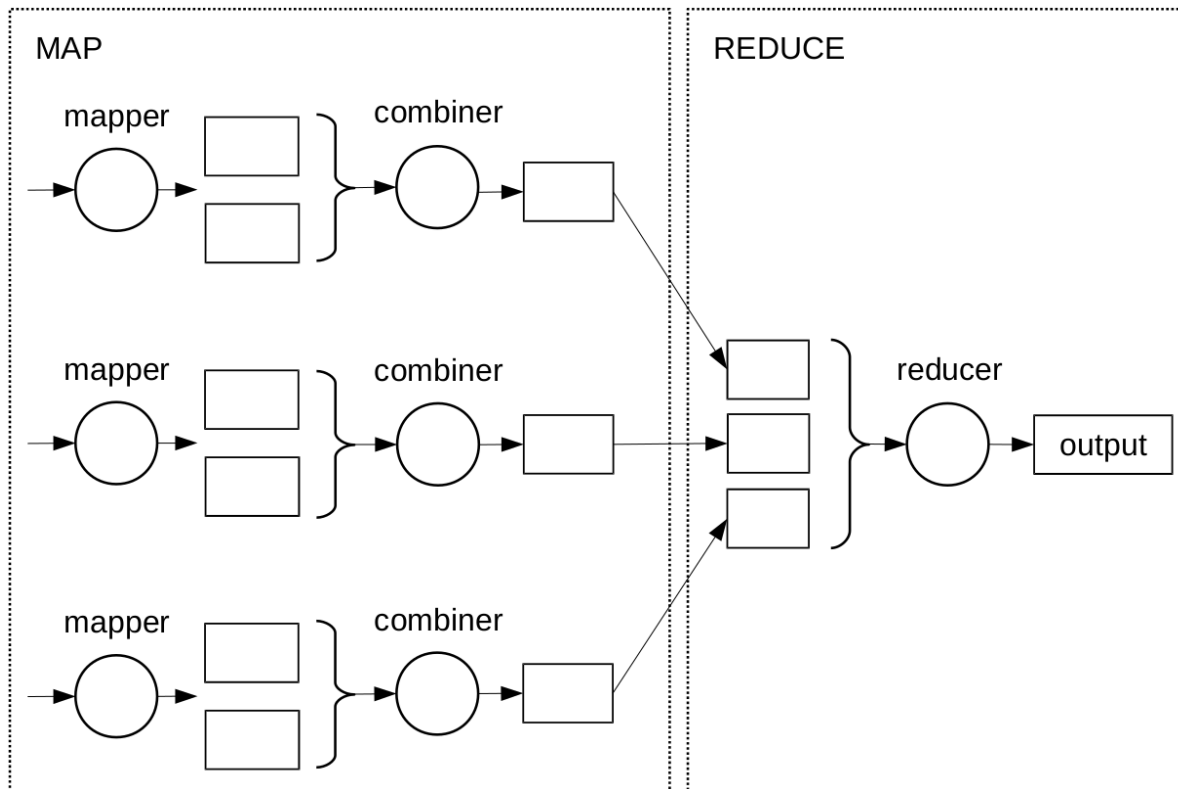 MAP
REDUCE
mapper
combiner
mapper
combiner
reducer
output
mapper
combiner